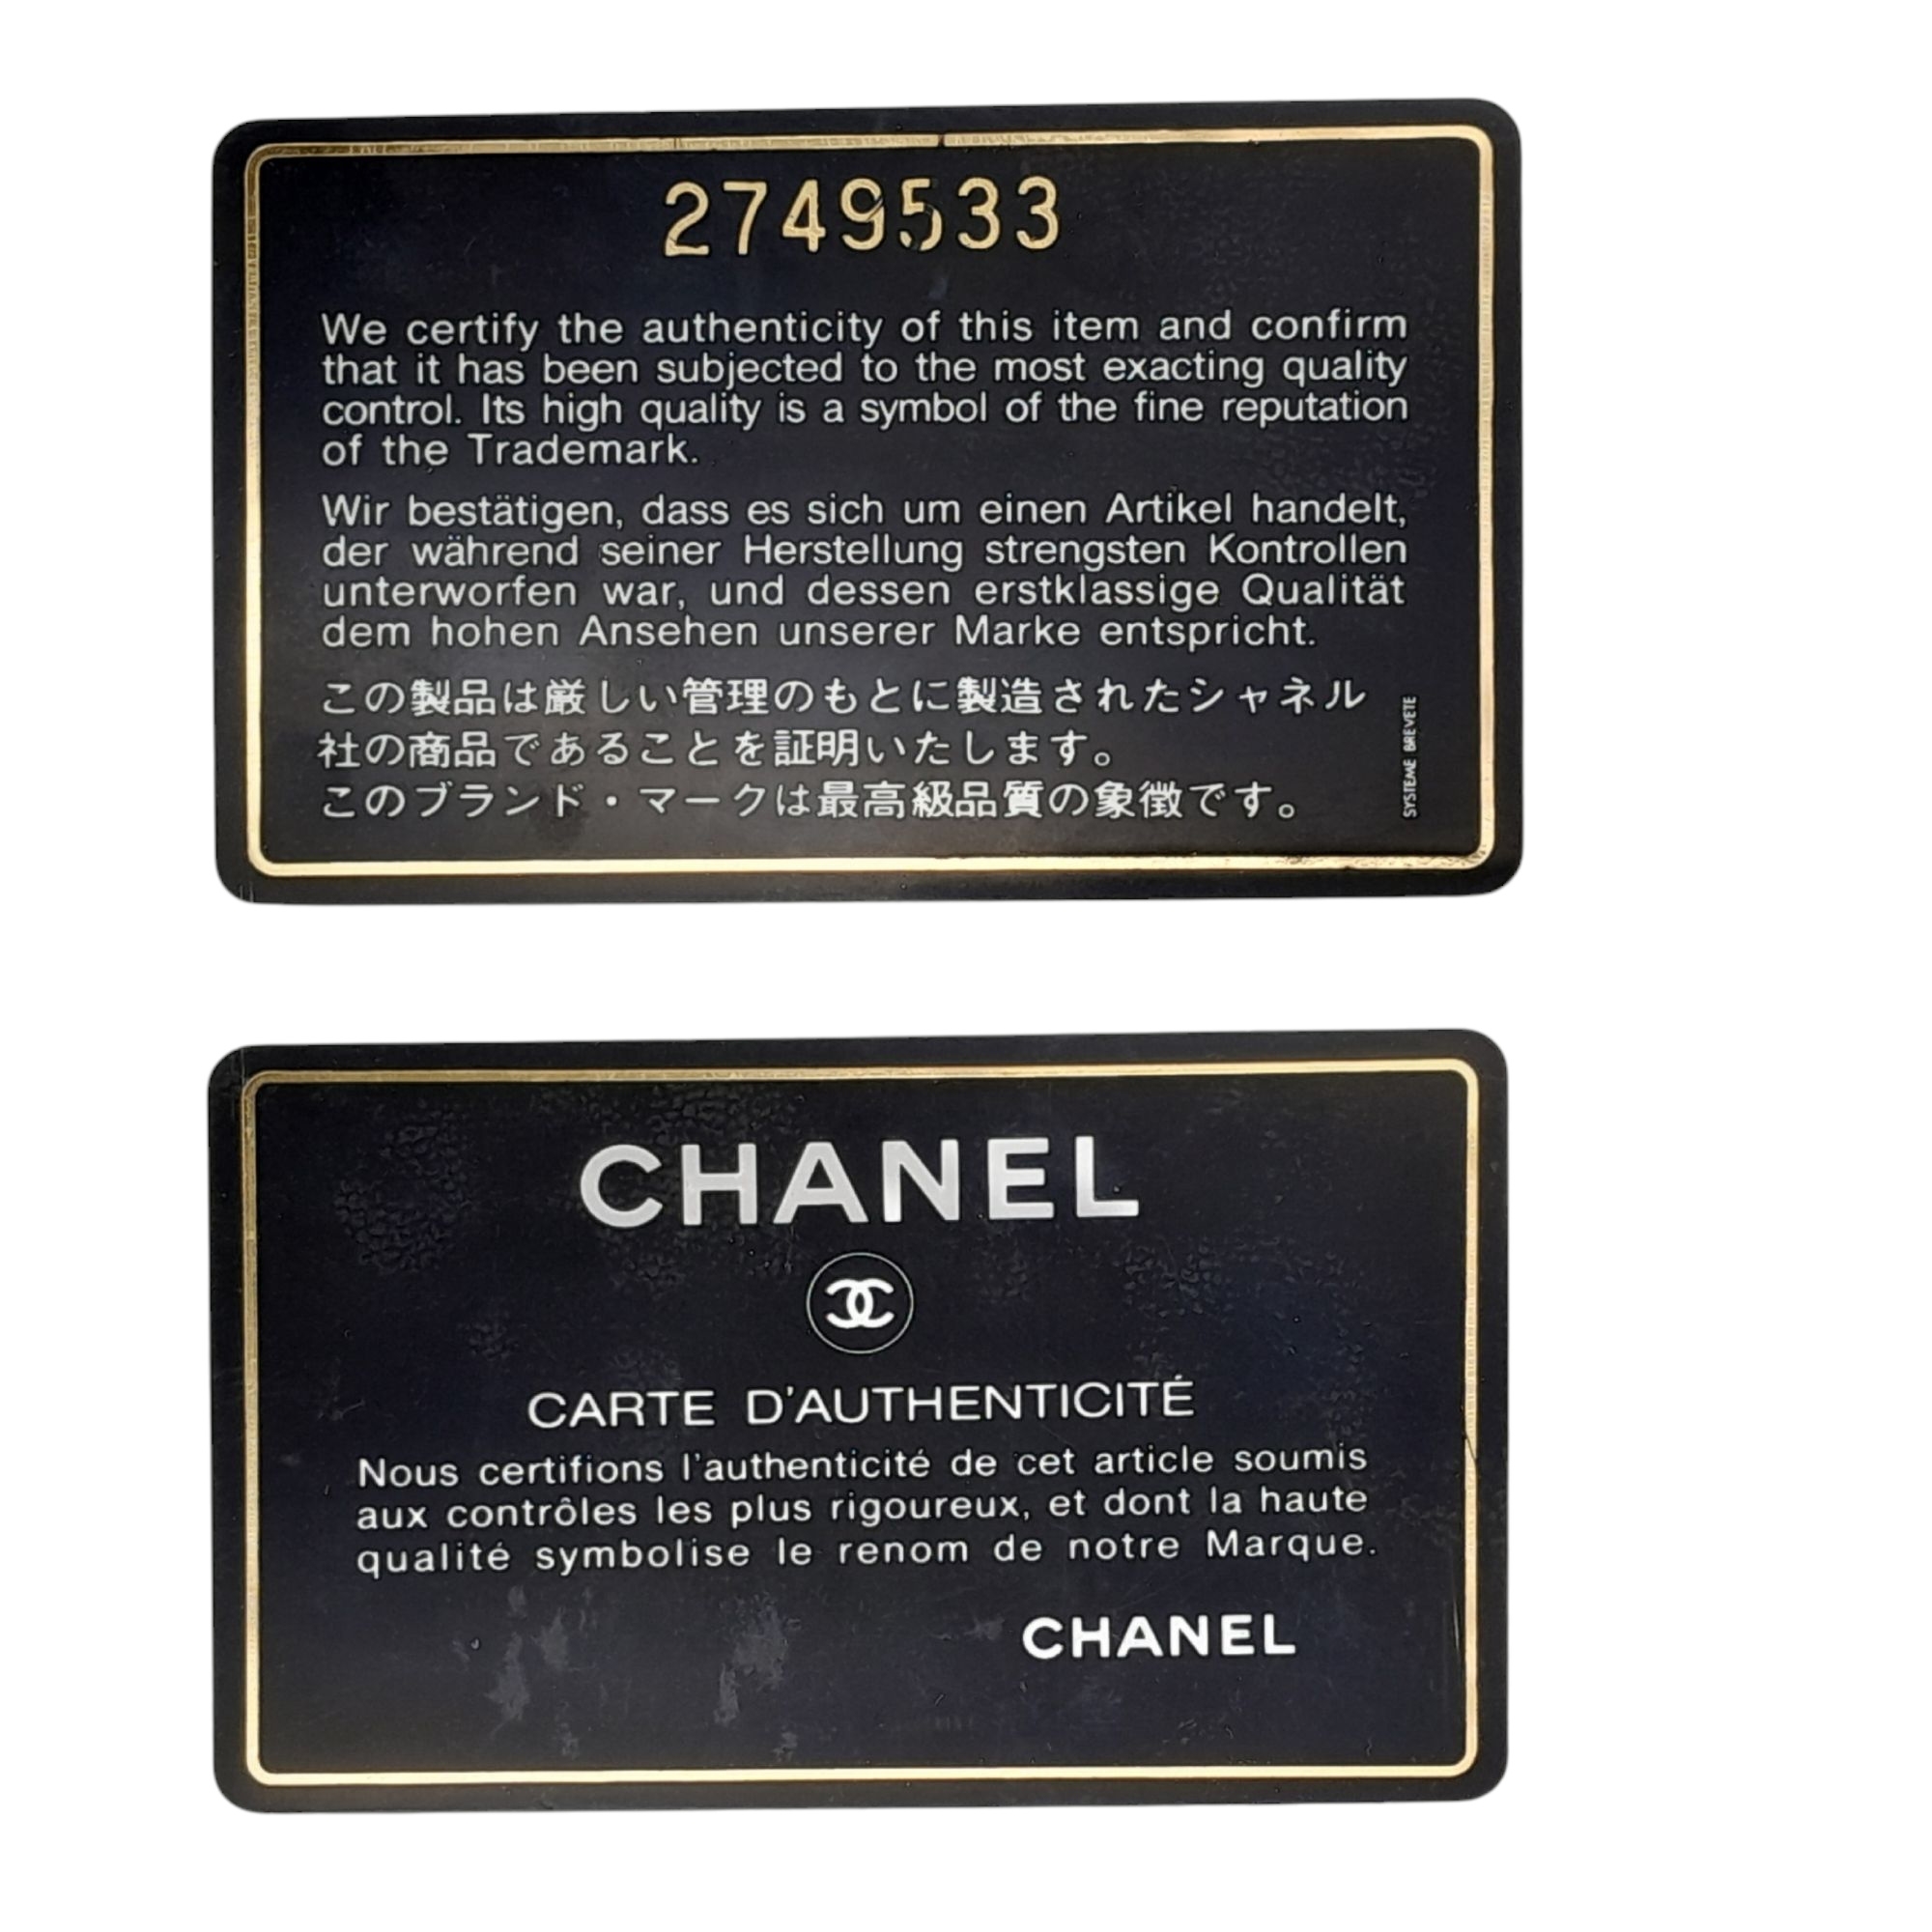 2749533
We certify the authenticity of this item and confirm
that it has been subjected to the most exacting quality
control. Its high quality is a symbol of the fine reputation
of the Trademark.
Wir bestätigen, dass es sich um einen Artikel handelt,
der während seiner Herstellung strengsten Kontrollen
unterworfen war, und dessen erstklassige Qualität
dem hohen Ansehen unserer Marke entspricht.
この製品は厳しい管理のもとに製造されたシャネル
社の商品であることを証明いたします。
このブランド・マークは最高級品質の象徴です。
SYSTEME BREVETE
CHANEL
CARTE D'AUTHENTICITÉ
Nous certifions l'authenticité de cet article soumis
aux contrôles les plus rigoureux, et dont la haute
qualité symbolise le renom de notre Marque.
CHANEL